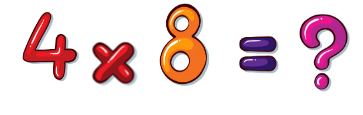 4 × 8 = ?